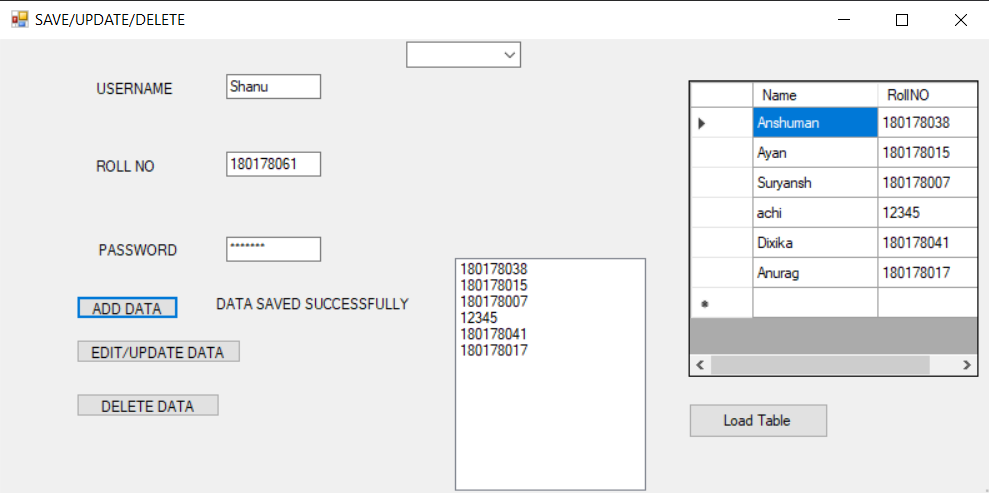 SAVE/UPDATE/DELETE
USERNAME Shanu
ROLL NO 180178061
PASSWORD *******
ADD DATA DATA SAVED SUCCESSFULLY
EDIT/UPDATE DATA
DELETE DATA
180178038
180178015
180178007
12345
180178041
180178017
Name RollNO
Anshuman 180178038
Ayan 180178015
Suryansh 180178007
achi 12345
Dixika 180178041
Anurag 180178017
Load Table